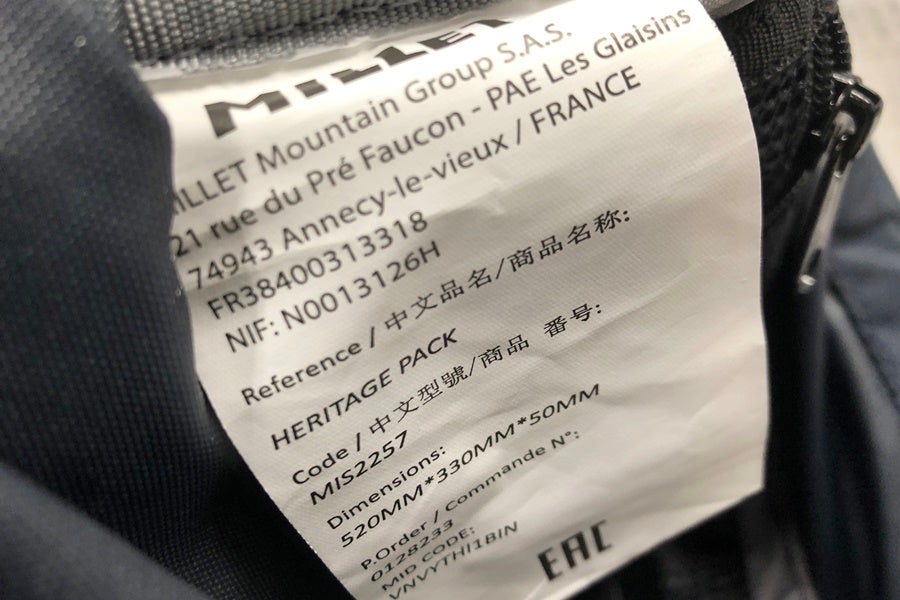 MILLET
MILLET Mountain Group S.A.S.
21 rue du Pré Faucon - PAE Les Glaisins
74943 Annecy-le-vieux / FRANCE
FR38400313318
NIF: N0013126H
Reference / 中文品名/商品名称:
HERITAGE PACK
Code / 中文型號/商品 番号:
MIS2257
Dimensions:
520MM*330MM*50MM
P.Order / Commande N°:
0128233
MID CODE:
VNVYTHI1BIN
EAC